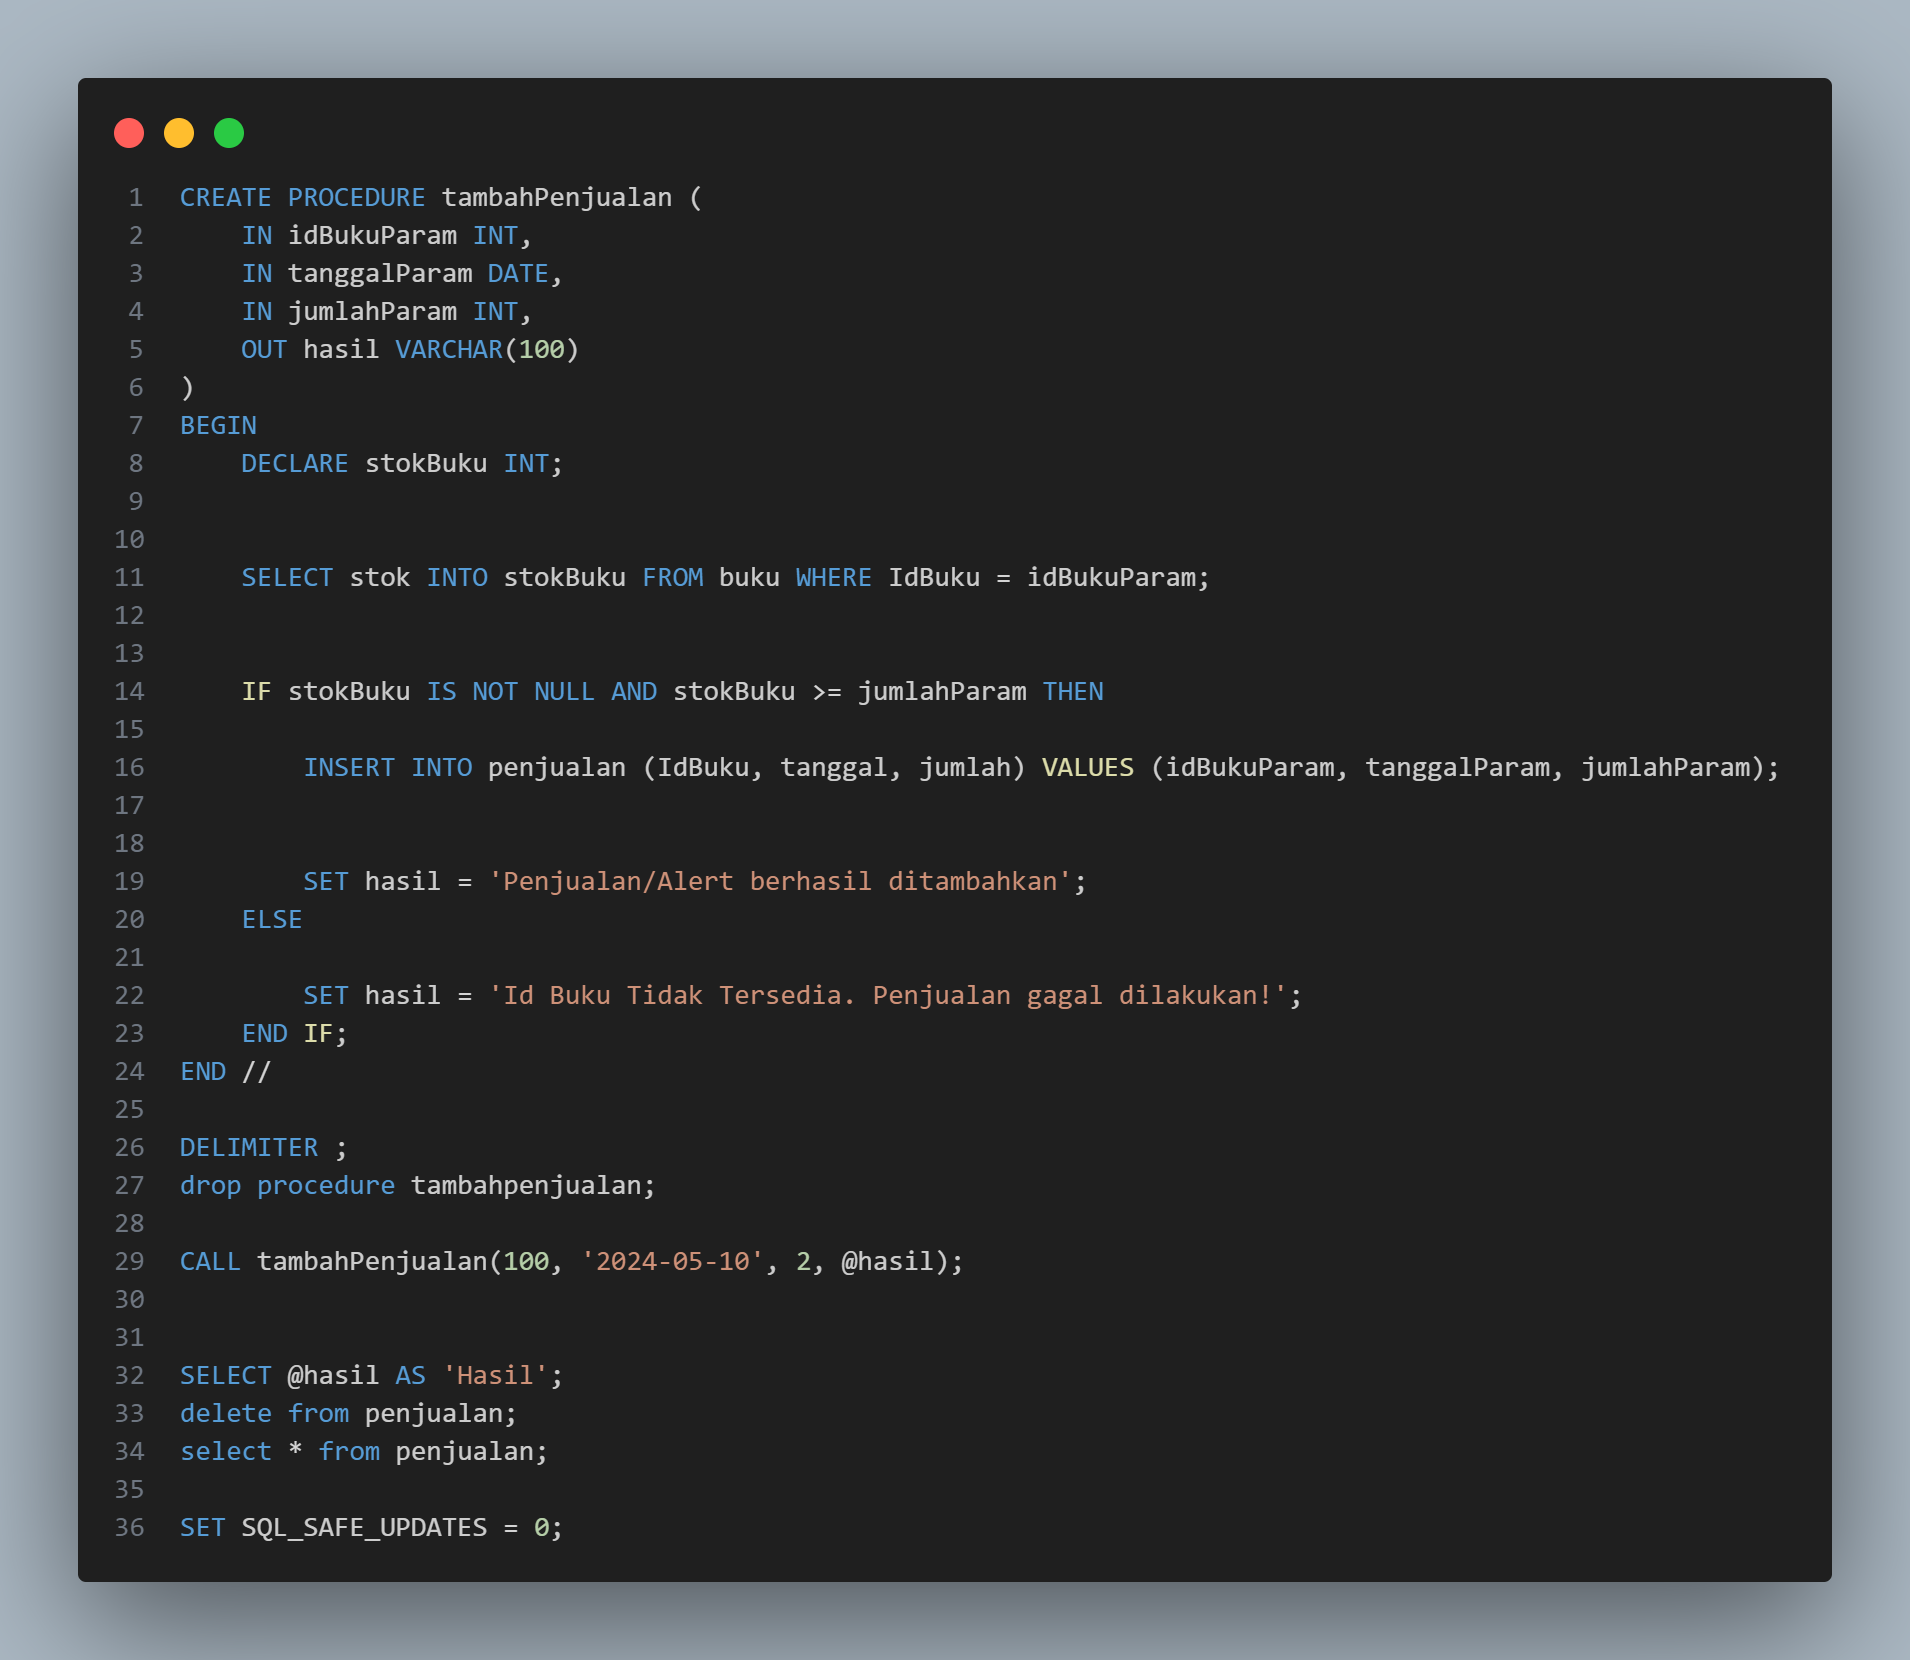 1 CREATE PROCEDURE tambahPenjualan (
2     IN idBukuParam INT,
3     IN tanggalParam DATE,
4     IN jumlahParam INT,
5     OUT hasil VARCHAR(100)
6 )
7 BEGIN
8     DECLARE stokBuku INT;
9
10
11     SELECT stok INTO stokBuku FROM buku WHERE IdBuku = idBukuParam;
12
13
14     IF stokBuku IS NOT NULL AND stokBuku >= jumlahParam THEN
15
16         INSERT INTO penjualan (IdBuku, tanggal, jumlah) VALUES (idBukuParam, tanggalParam, jumlahParam);
17
18
19         SET hasil = 'Penjualan/Alert berhasil ditambahkan';
20     ELSE
21
22         SET hasil = 'Id Buku Tidak Tersedia. Penjualan gagal dilakukan!';
23     END IF;
24 END //
25
26 DELIMITER ;
27 drop procedure tambahpenjualan;
28
29 CALL tambahPenjualan(100, '2024-05-10', 2, @hasil);
30
31
32 SELECT @hasil AS 'Hasil';
33 delete from penjualan;
34 select * from penjualan;
35
36 SET SQL_SAFE_UPDATES = 0;